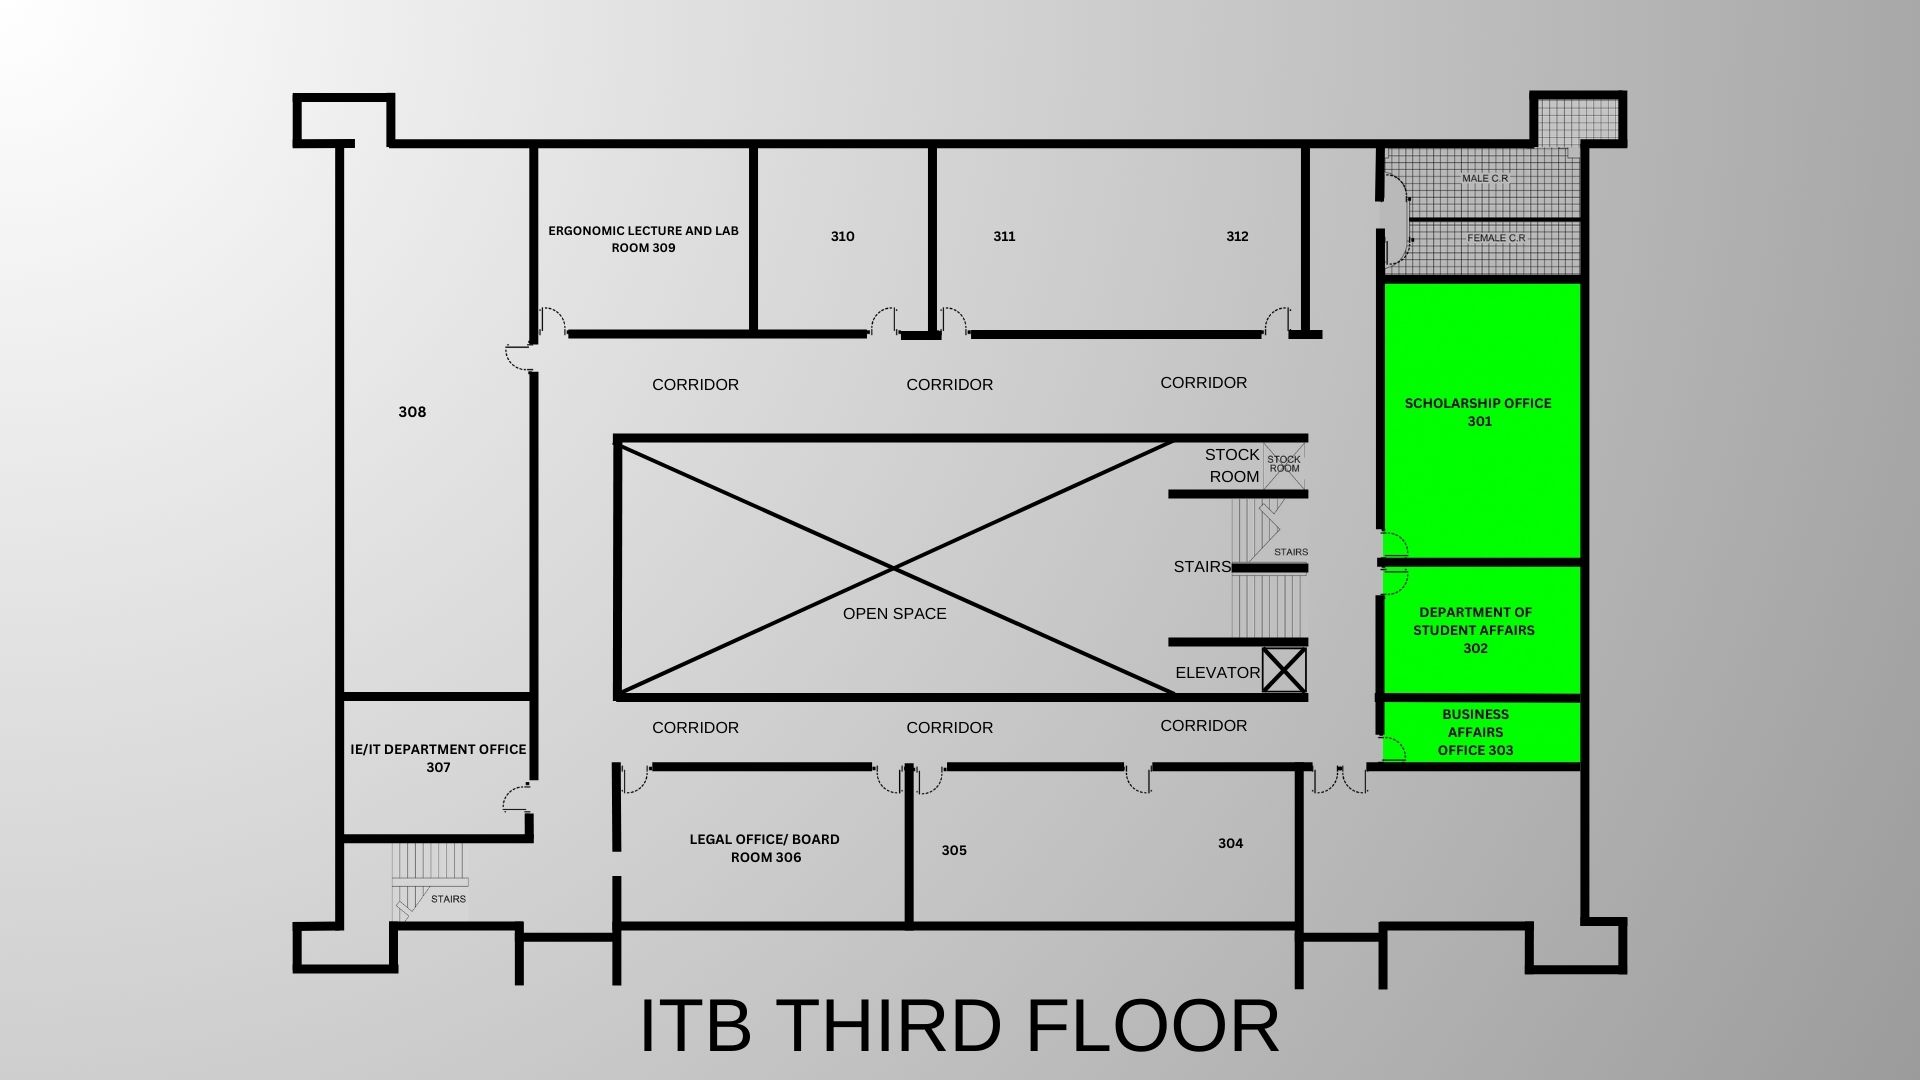 MALE C.R
FEMALE C.R
ERGONOMIC LECTURE AND LAB
ROOM 309
310
311
312
CORRIDOR
CORRIDOR
CORRIDOR
308
SCHOLARSHIP OFFICE
301
STOCK
ROOM
STOCK
ROOM
STAIRS
STAIRS
OPEN SPACE
DEPARTMENT OF
STUDENT AFFAIRS
302
ELEVATOR
CORRIDOR
CORRIDOR
CORRIDOR
BUSINESS
AFFAIRS
OFFICE 303
IE/IT DEPARTMENT OFFICE
307
LEGAL OFFICE/ BOARD
ROOM 306
305
304
STAIRS
ITB THIRD FLOOR